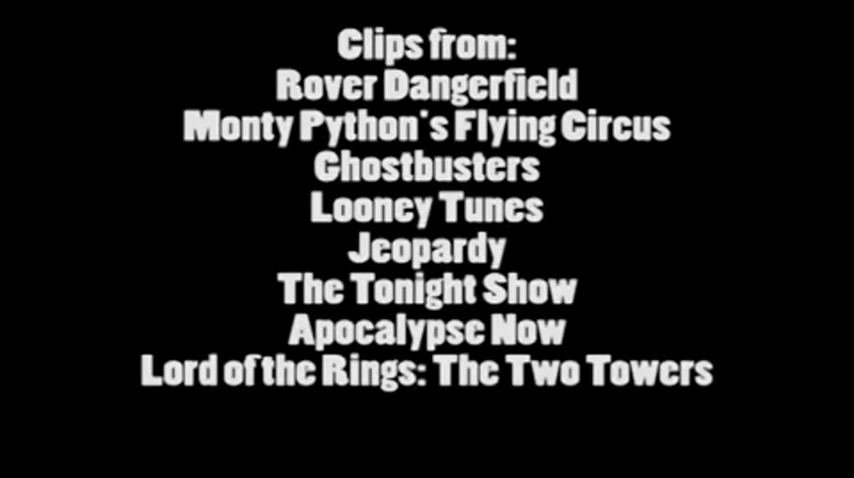 Clips from:
Rover Dangerfield
Monty Python's Flying Circus
Ghostbusters
Looney Tunes
Jeopardy
The Tonight Show
Apocalypse Now
Lord of the Rings: The Two Towers